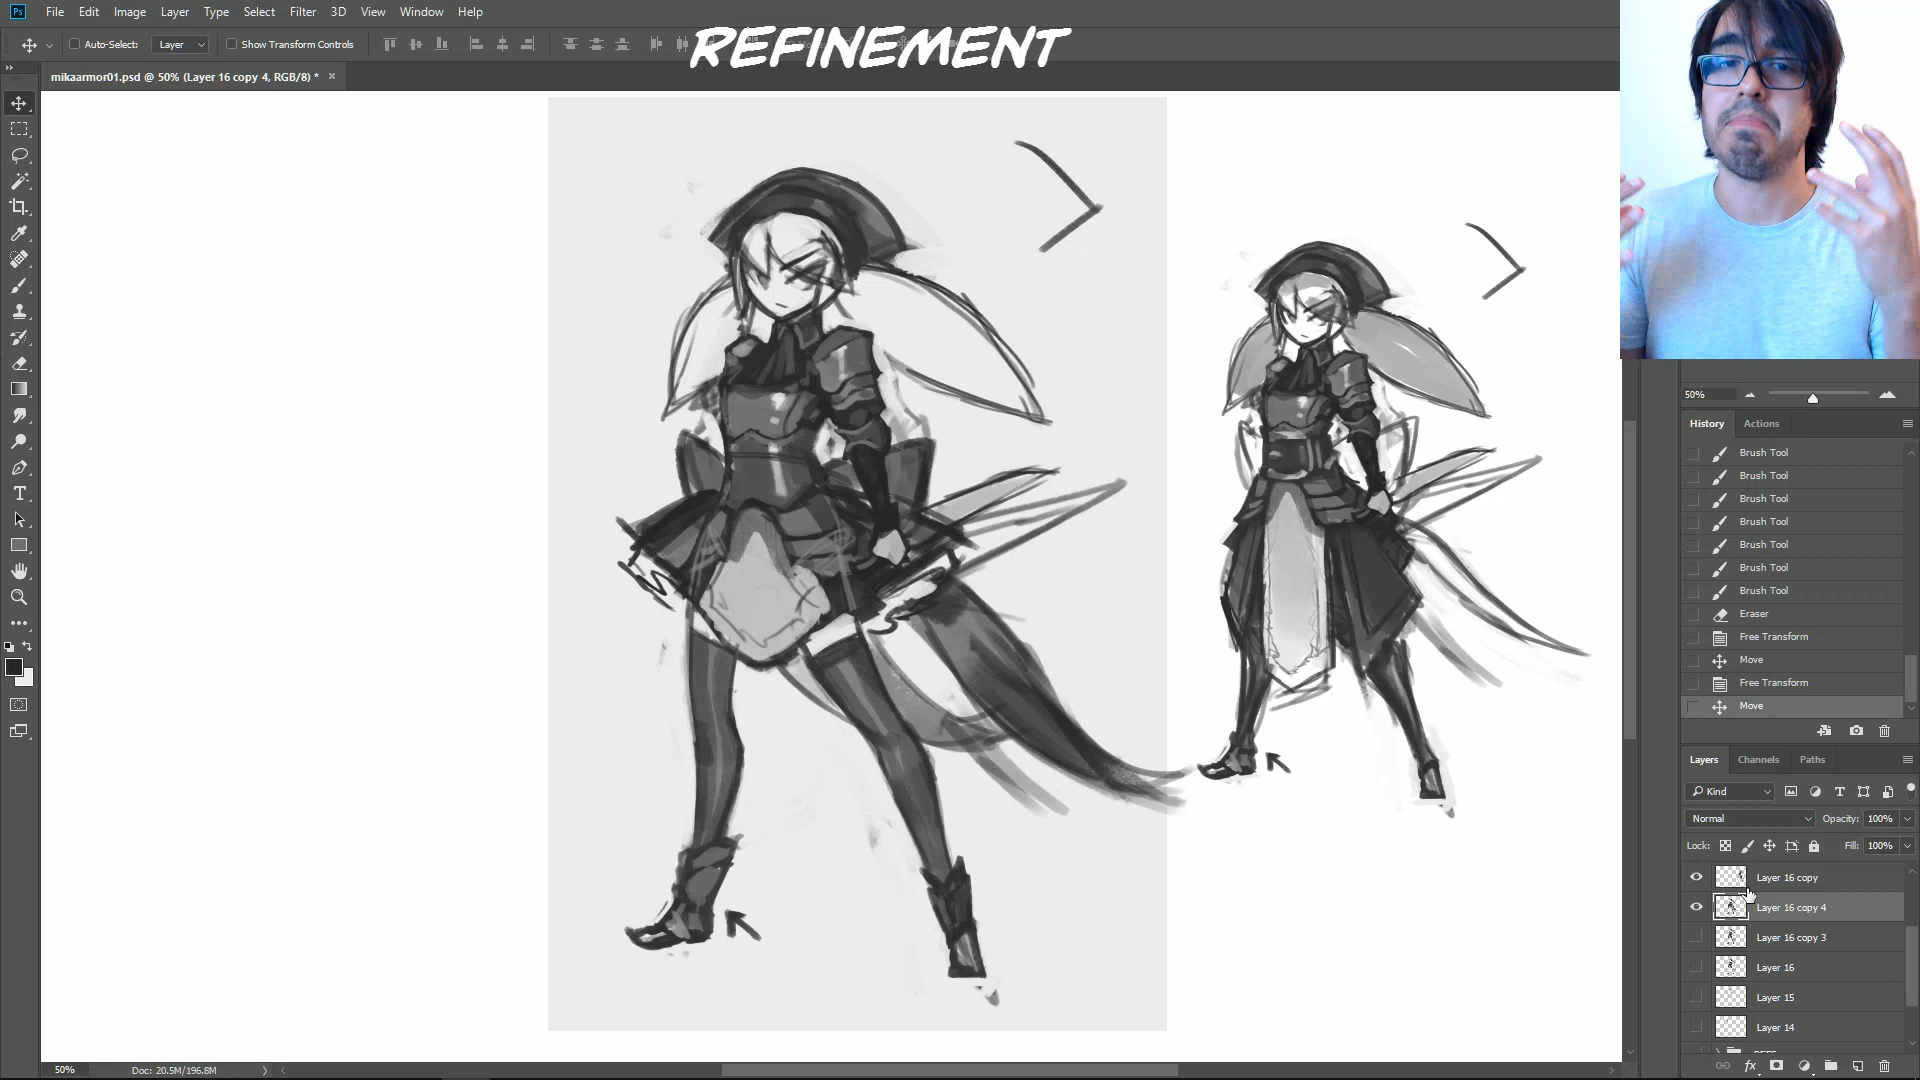 Ps File Edit Image Layer Type Select Filter 3D View Window Help
Auto-Select: Layer Show Transform Controls
REFINEMENT
mikaarmor01.psd @ 50% (Layer 16 copy 4, RGB/8) * ×
50%
History Actions
Brush Tool
Brush Tool
Brush Tool
Brush Tool
Brush Tool
Brush Tool
Brush Tool
Eraser
Free Transform
Move
Free Transform
Move
Layers Channels Paths
Kind
Normal Opacity: 100%
Lock: Fill: 100%
Layer 16 copy
Layer 16 copy 4
Layer 16 copy 3
Layer 16
Layer 15
Layer 14
50% Doc: 20.5M/196.8M